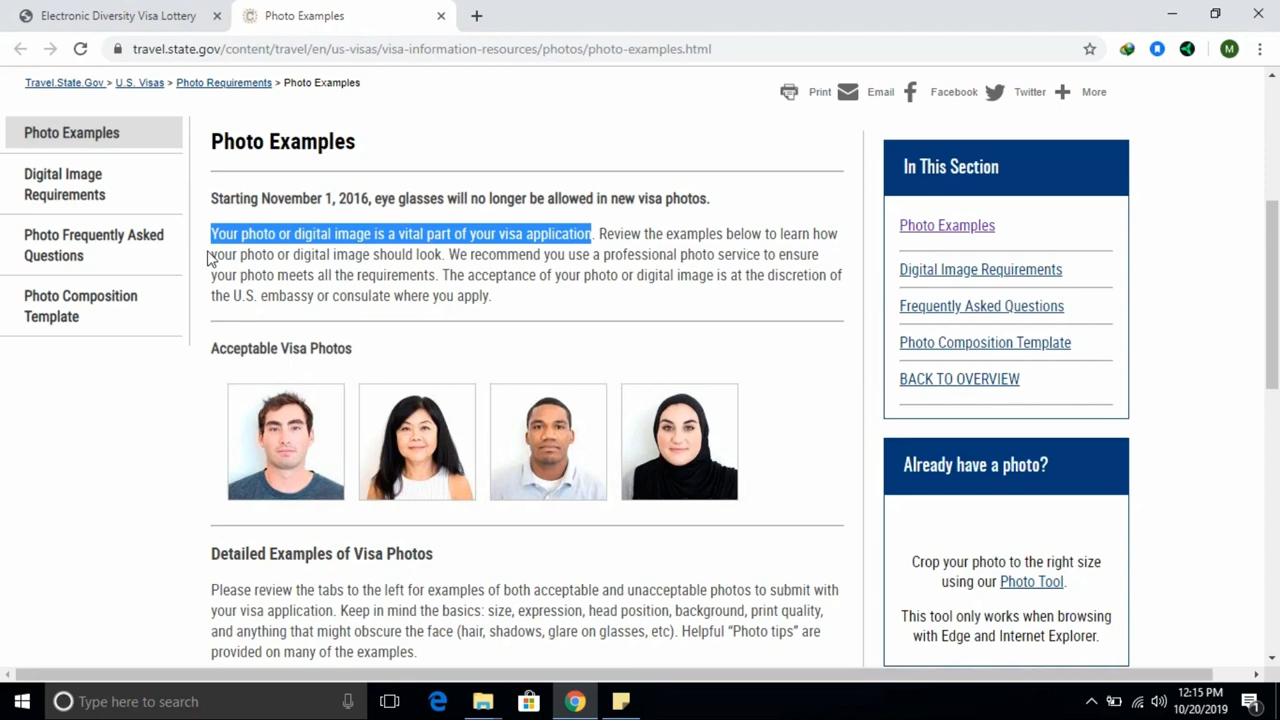 Electronic Diversity Visa Lottery
Photo Examples
travel.state.gov/content/travel/en/us-visas/visa-information-resources/photos/photo-examples.html
M
Travel.State.Gov > U.S. Visas > Photo Requirements > Photo Examples
Print Email Facebook Twitter More
Photo Examples
Digital Image
Requirements
Photo Frequently Asked
Questions
Photo Composition
Template
Photo Examples
Starting November 1, 2016, eye glasses will no longer be allowed in new visa photos.
Your photo or digital image is a vital part of your visa application. Review the examples below to learn how
your photo or digital image should look. We recommend you use a professional photo service to ensure
your photo meets all the requirements. The acceptance of your photo or digital image is at the discretion of
the U.S. embassy or consulate where you apply.
Acceptable Visa Photos
Detailed Examples of Visa Photos
Please review the tabs to the left for examples of both acceptable and unacceptable photos to submit with
your visa application. Keep in mind the basics: size, expression, head position, background, print quality,
and anything that might obscure the face (hair, shadows, glare on glasses, etc). Helpful “Photo tips” are
provided on many of the examples.
In This Section
Photo Examples
Digital Image Requirements
Frequently Asked Questions
Photo Composition Template
BACK TO OVERVIEW
Already have a photo?
Crop your photo to the right size
using our Photo Tool.
This tool only works when browsing
with Edge and Internet Explorer.
Type here to search
12:15 PM
10/20/2019
1